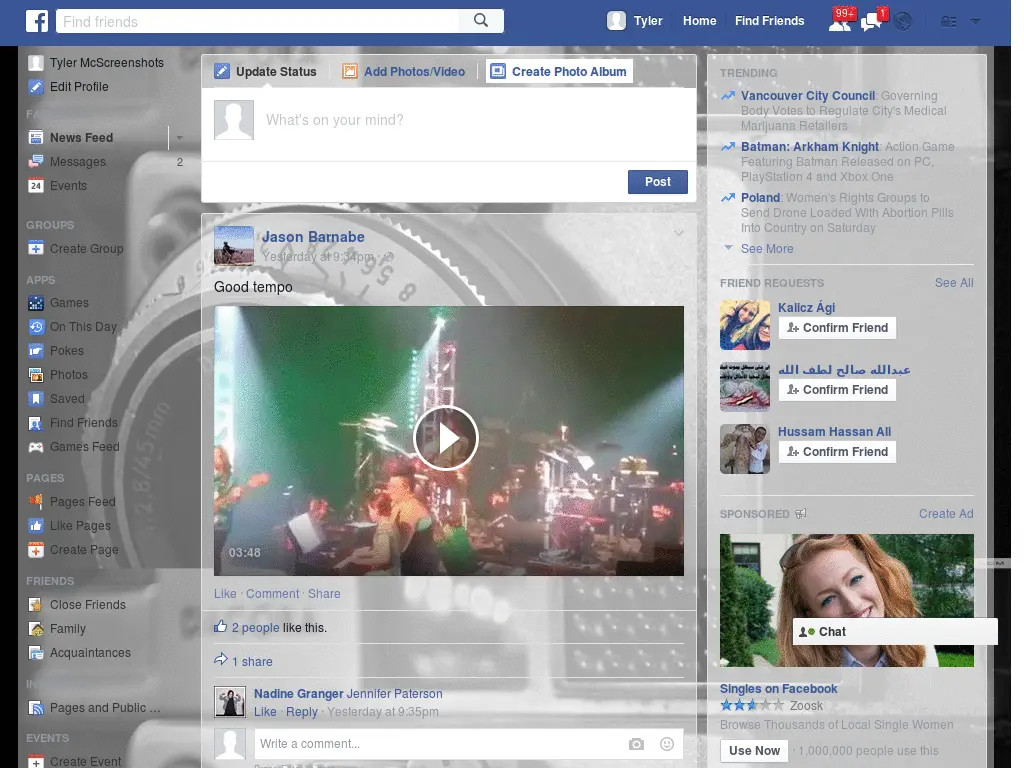 Find friends
Tyler
Home
Find Friends
99+
1
Tyler McScreenshots
Edit Profile
News Feed
Messages
2
24
Events
GROUPS
Create Group
APPS
Games
On This Day
Pokes
Photos
Saved
Find Friends
Games Feed
PAGES
Pages Feed
Like Pages
Create Page
FRIENDS
Close Friends
Family
Acquaintances
Pages and Public ...
EVENTS
Create Event
Update Status
Add Photos/Video
Create Photo Album
What's on your mind?
Post
Jason Barnabe
Yesterday at 9:34pm ·
Good tempo
03:48
Like · Comment · Share
2 people like this.
1 share
Nadine Granger Jennifer Paterson
Like · Reply · Yesterday at 9:35pm
Write a comment...
TRENDING
Vancouver City Council: Governing
Body Votes to Regulate City's Medical
Marijuana Retailers
Batman: Arkham Knight: Action Game
Featuring Batman Released on PC,
PlayStation 4 and Xbox One
Poland: Women's Rights Groups to
Send Drone Loaded With Abortion Pills
Into Country on Saturday
See More
FRIEND REQUESTS
See All
Kalicz Ági
Confirm Friend
عبدالله صالح لطف الله
Confirm Friend
Hussam Hassan Ali
Confirm Friend
SPONSORED
Create Ad
Chat
Singles on Facebook
Zoosk
Browse Thousands of Local Single Women
Use Now
· 1,000,000 people use this